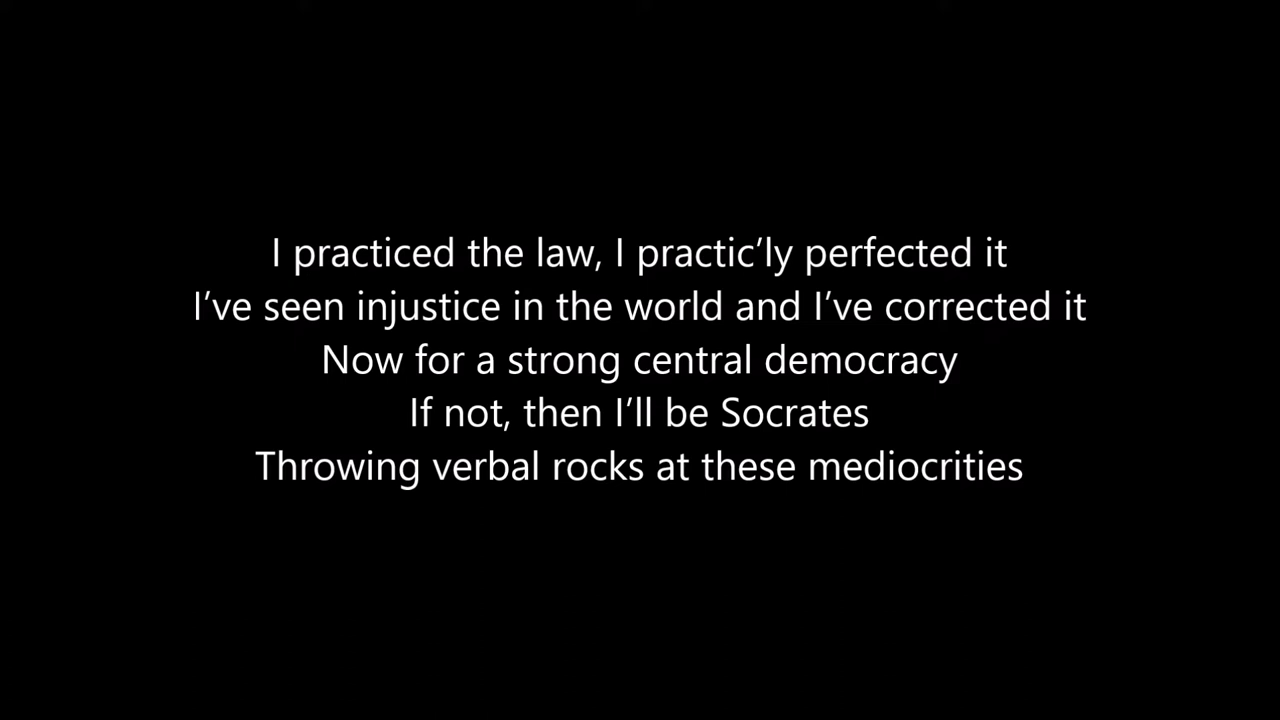 I practiced the law, I practic’ly perfected it
I’ve seen injustice in the world and I’ve corrected it
Now for a strong central democracy
If not, then I’ll be Socrates
Throwing verbal rocks at these mediocrities